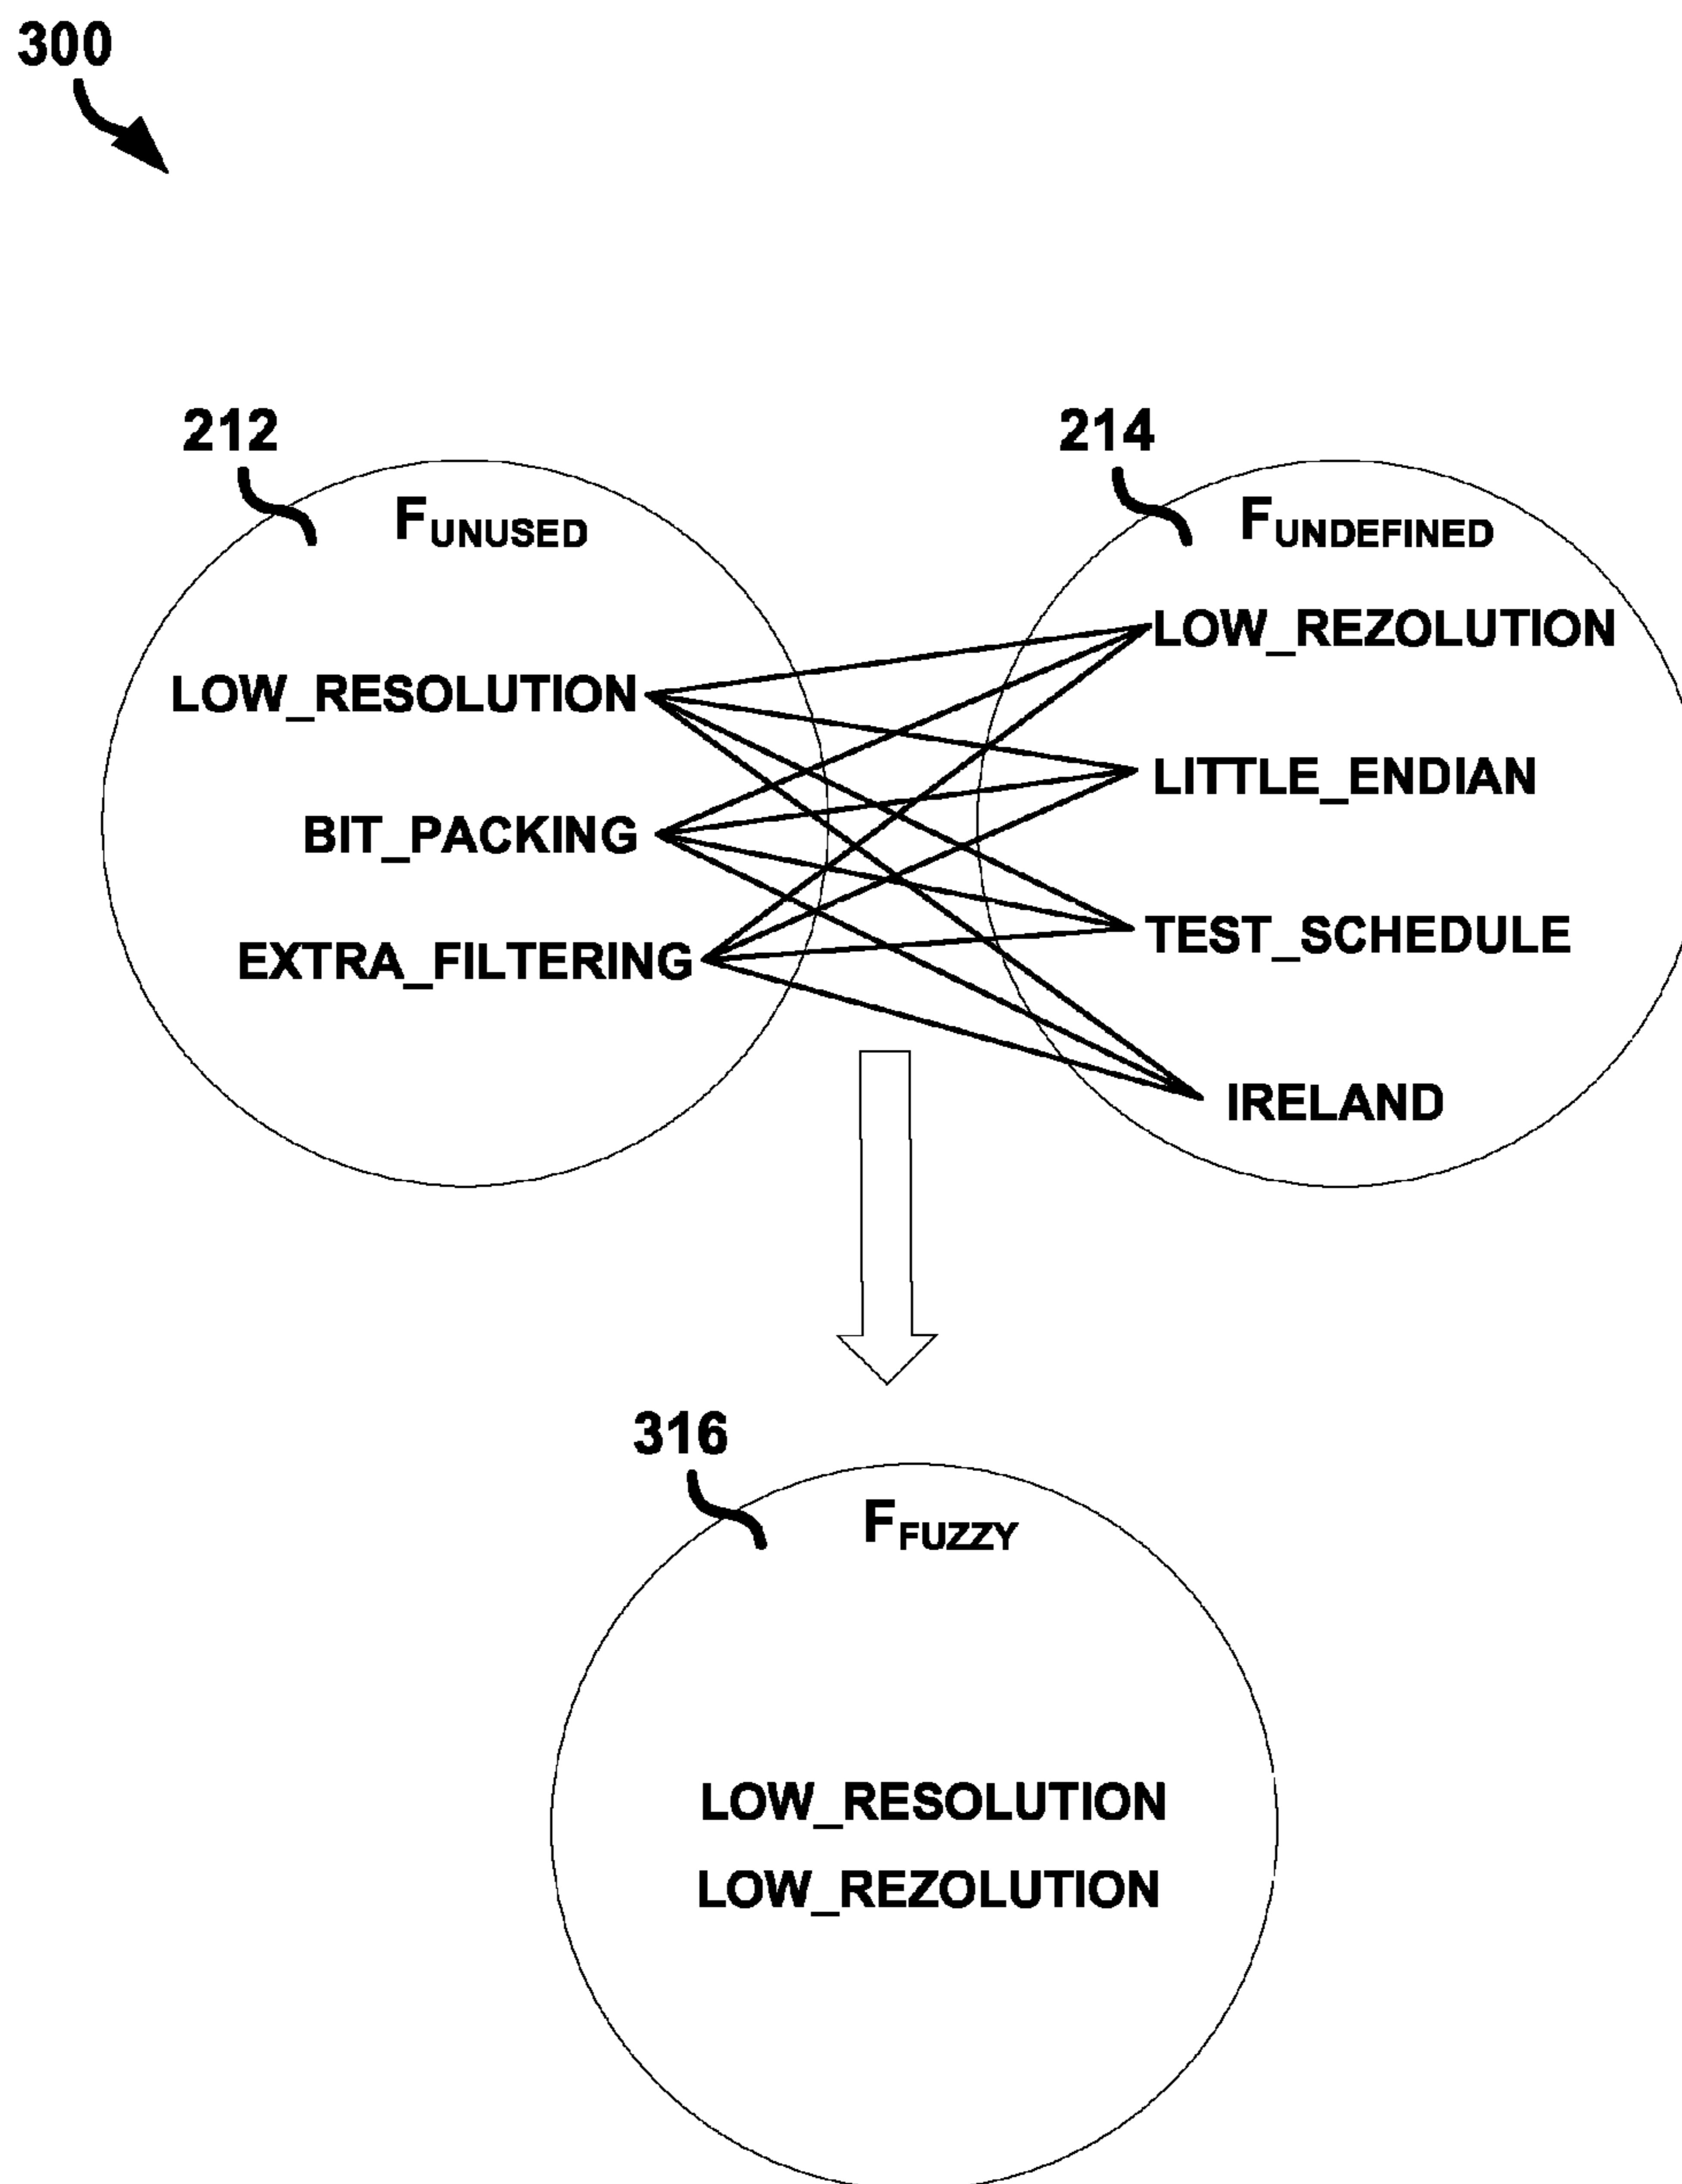 300
212
214
FUNUSED
FUNDEFINED
LOW_REZOLUTION
LOW_RESOLUTION
LITTLE_ENDIAN
BIT_PACKING
TEST_SCHEDULE
EXTRA_FILTERING
IRELAND
316
FFUZZY
LOW_RESOLUTION
LOW_REZOLUTION